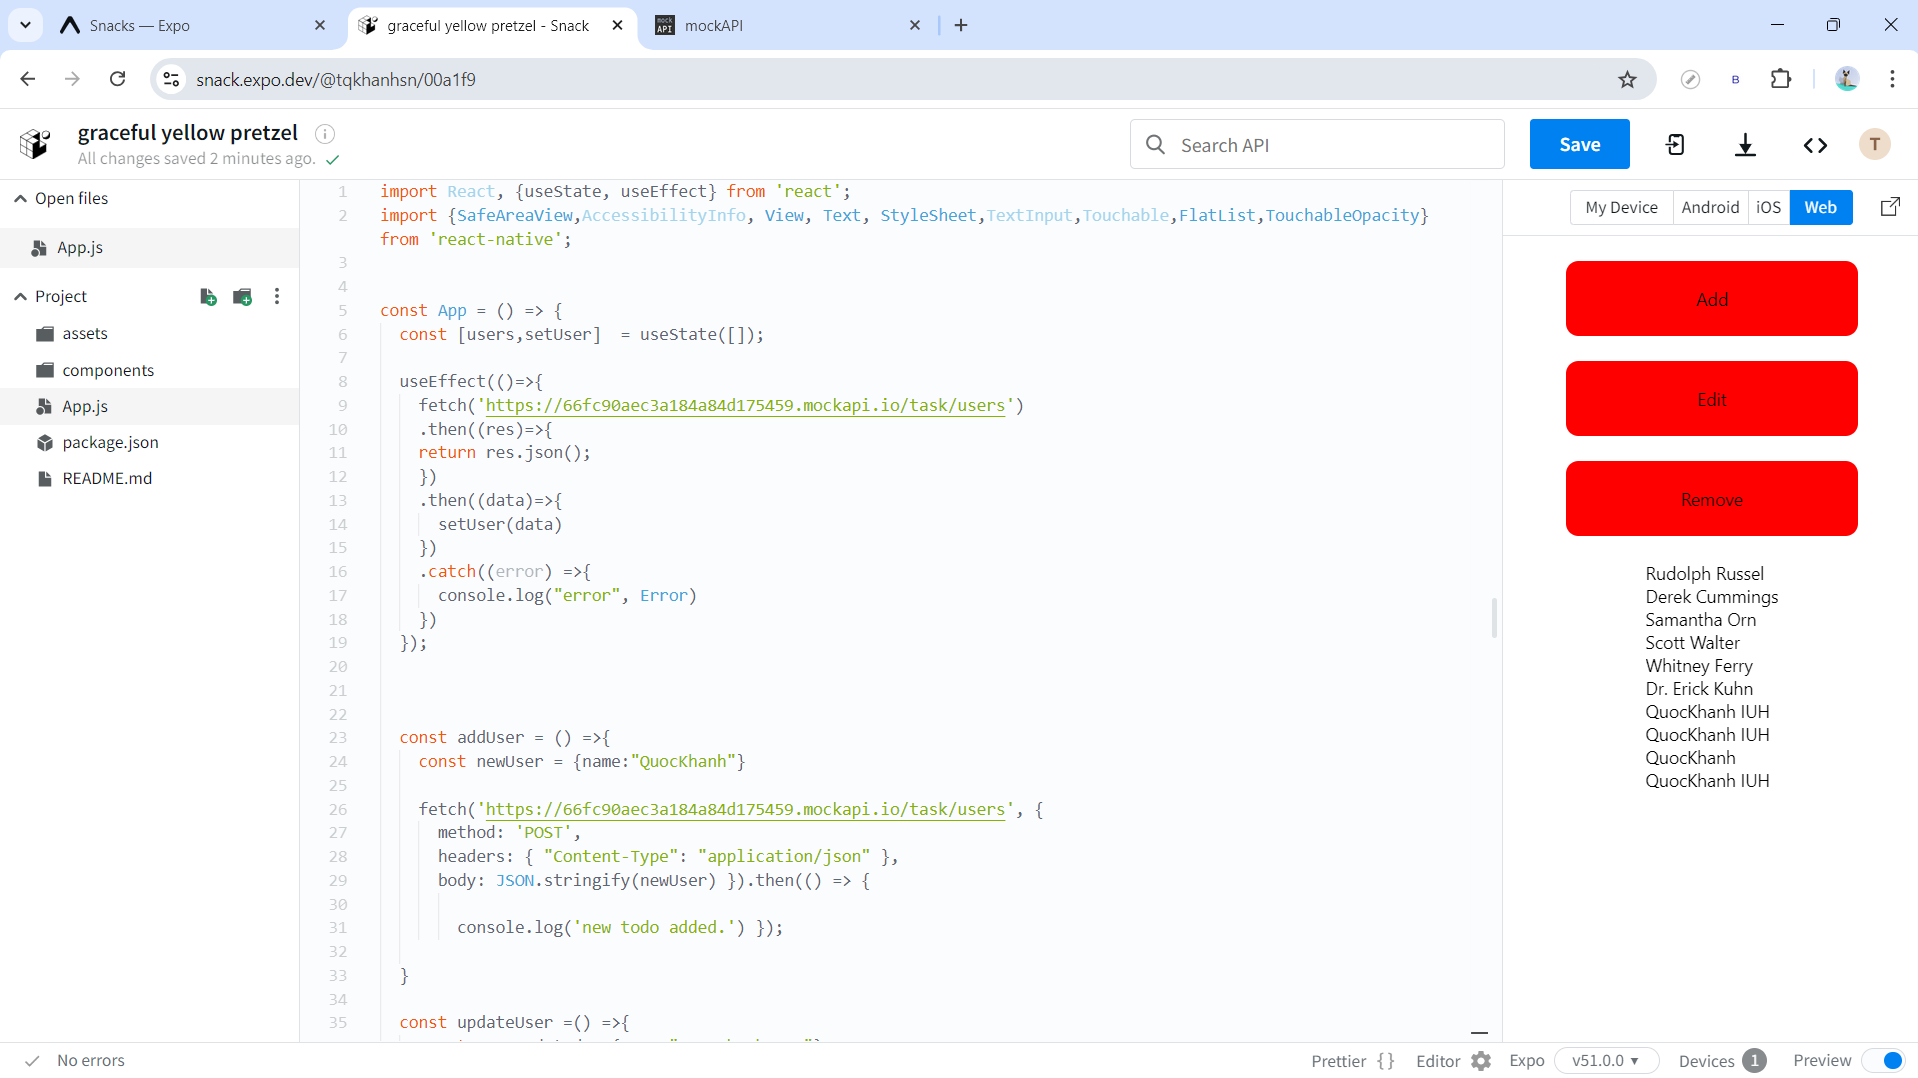 Snacks — Expo
graceful yellow pretzel - Snack
mock API
mockAPI
snack.expo.dev/@tqkhanhsn/00a1f9
B
graceful yellow pretzel
All changes saved 2 minutes ago.
Search API
Save
T
Open files
App.js
Project
assets
components
App.js
package.json
README.md
1 import React, {useState, useEffect} from 'react';
2 import {SafeAreaView,AccessibilityInfo, View, Text, StyleSheet,TextInput,Touchable,FlatList,TouchableOpacity}
from 'react-native';
3
4
5 const App = () => {
6 const [users,setUser]  = useState([]);
7
8 useEffect(()=>{
9 fetch('https://66fc90aec3a184a84d175459.mockapi.io/task/users')
10 .then((res)=>{
11 return res.json();
12 })
13 .then((data)=>{
14 setUser(data)
15 })
16 .catch((error) =>{
17 console.log("error", Error)
18 })
19 });
20
21
22
23 const addUser = () =>{
24 const newUser = {name:"QuocKhanh"}
25
26 fetch('https://66fc90aec3a184a84d175459.mockapi.io/task/users', {
27 method: 'POST',
28 headers: { "Content-Type": "application/json" },
29 body: JSON.stringify(newUser) }).then(() => {
30
31 console.log('new todo added.') });
32
33 }
34
35 const updateUser =() =>{
My Device Android iOS Web
Add
Edit
Remove
Rudolph Russel
Derek Cummings
Samantha Orn
Scott Walter
Whitney Ferry
Dr. Erick Kuhn
QuocKhanh IUH
QuocKhanh IUH
QuocKhanh
QuocKhanh IUH
No errors
Prettier {} Editor Expo v51.0.0 Devices 1 Preview